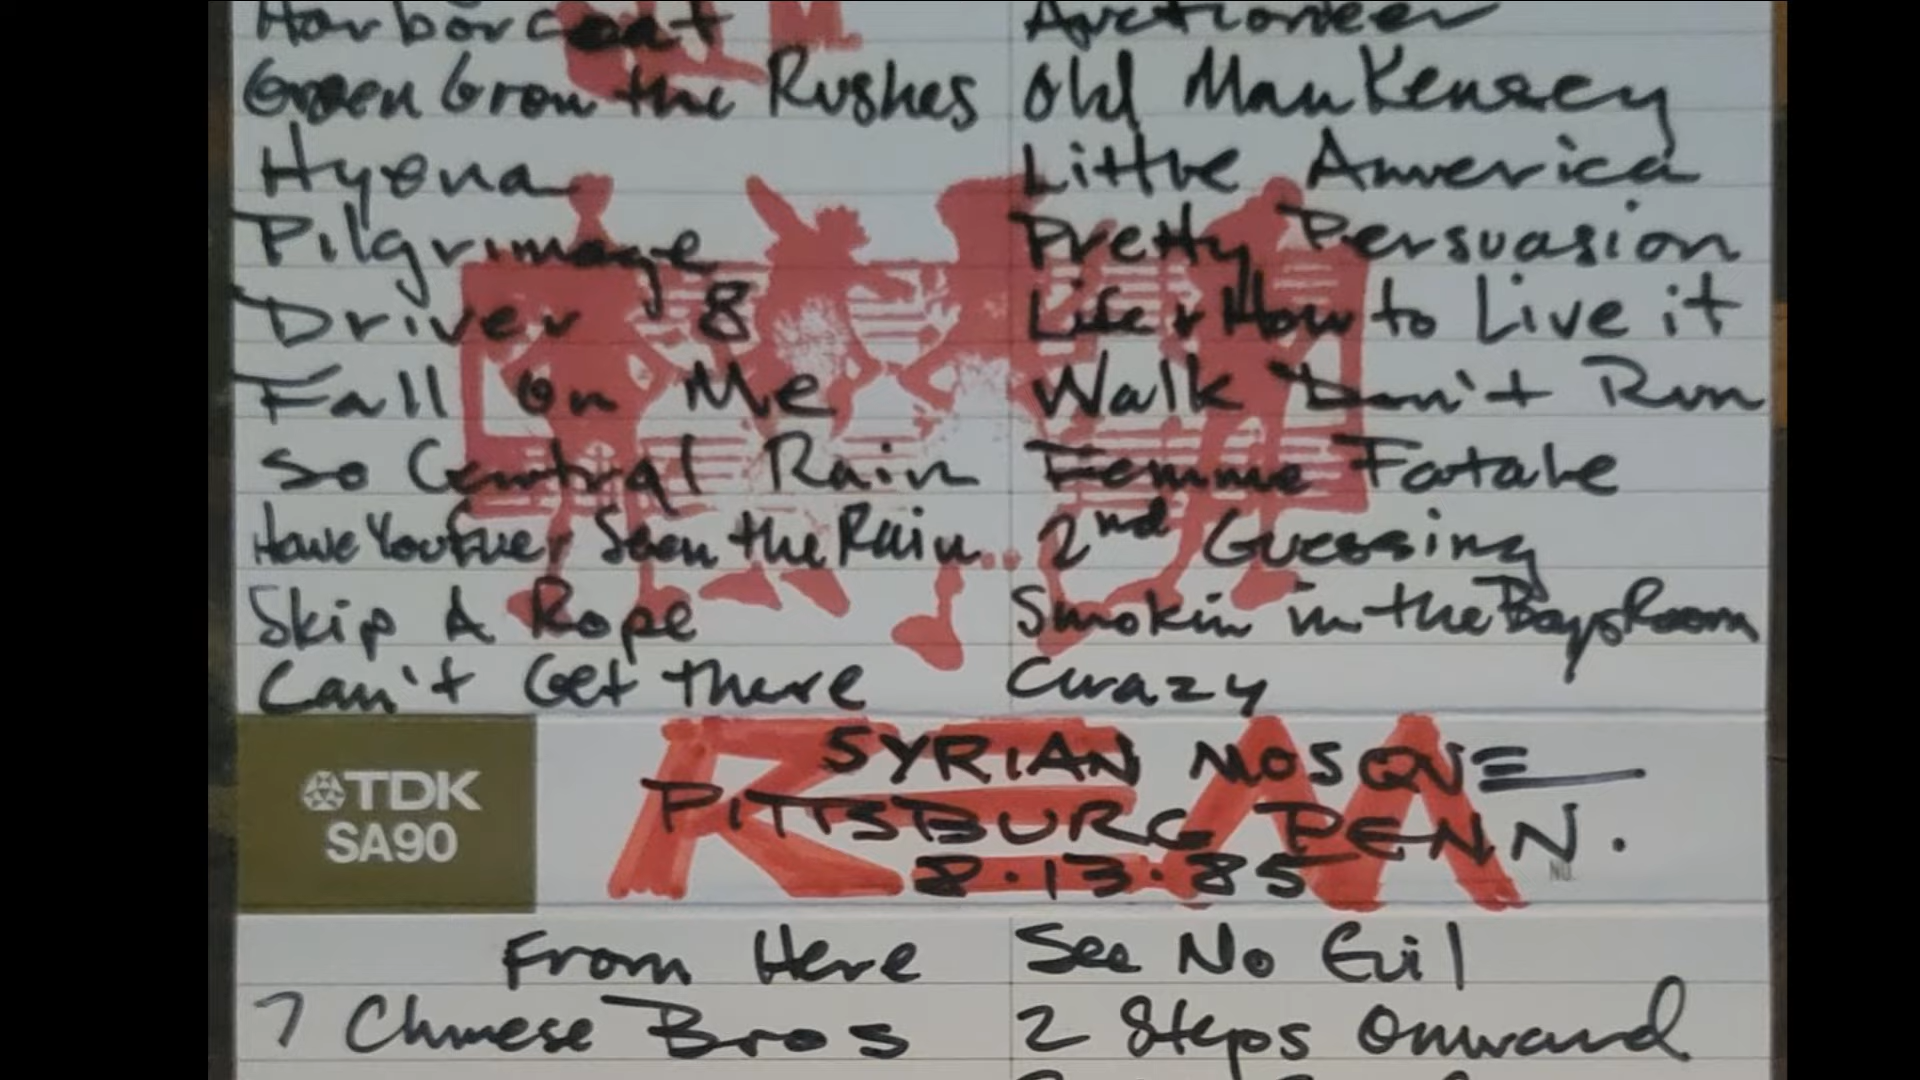 Harborcoat
Green Grow the Rushes
Hyena
Pilgrimage
Driver 8
Fall on Me
So Central Rain
Have You Ever Seen the Rain
Skip A Rope
Can't Get There
Auctioneer
Old Man Kensey
Little America
Pretty Persuasion
Life & How to Live it
Walk Don't Run
Femme Fatale
2nd Guessing
Smokin in the Boys Room
Crazy
TDK
SA90
REM
SYRIAN MOSQUE
PITTSBURG PENN.
8.13.85
NO.
From Here
7 Chinese Bros
See No Evil
2 Steps Onward